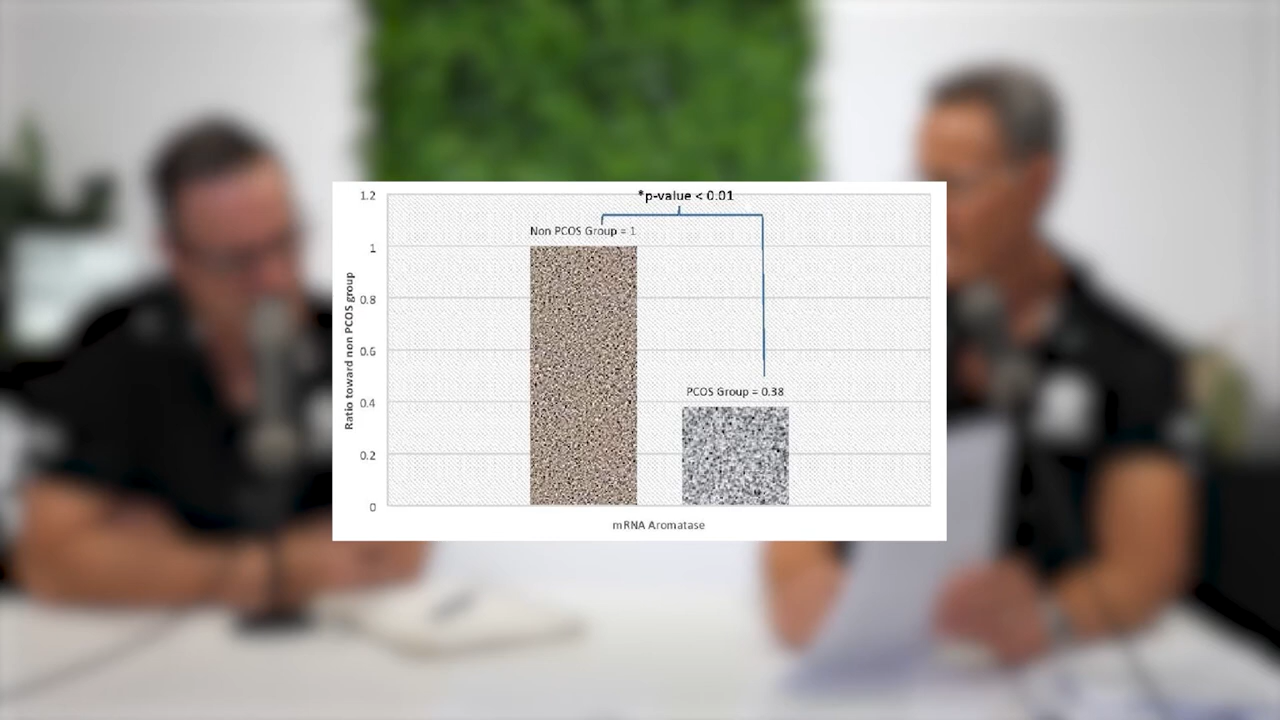 *p-value < 0.01
1.2
Non PCOS Group = 1
1
0.8
0.6
PCOS Group = 0.38
0.4
0.2
0
Ratio toward non PCOS group
mRNA Aromatase